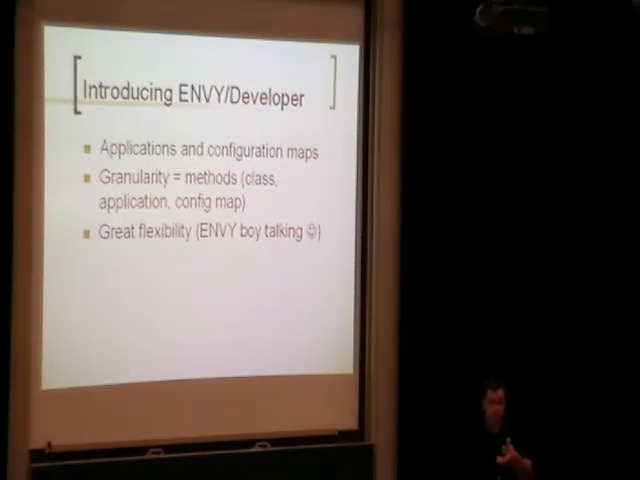 Introducing ENVY/Developer
Applications and configuration maps
Granularity = methods (class,
application, config map)
Great flexibility (ENVY boy talking ☺)